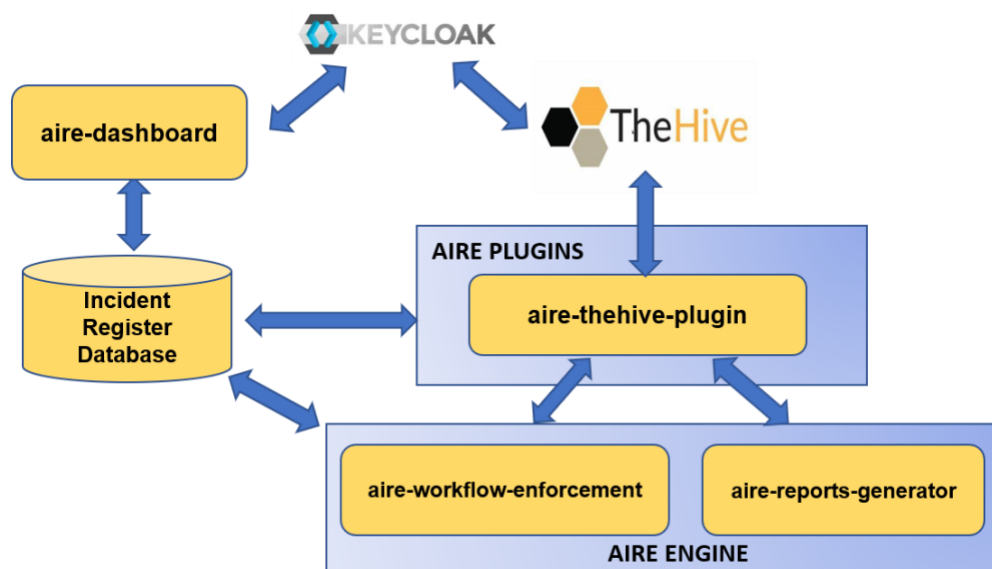 KEYCLOAK
aire-dashboard
TheHive
AIRE PLUGINS
Incident
Register
Database
aire-thehive-plugin
aire-workflow-enforcement
aire-reports-generator
AIRE ENGINE